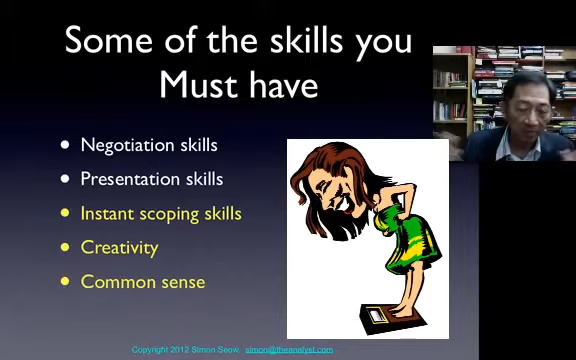 Some of the skills you
Must have
Negotiation skills
Presentation skills
Instant scoping skills
Creativity
Common sense
Copyright 2012 Simon Seow, simon@theanalyst.com